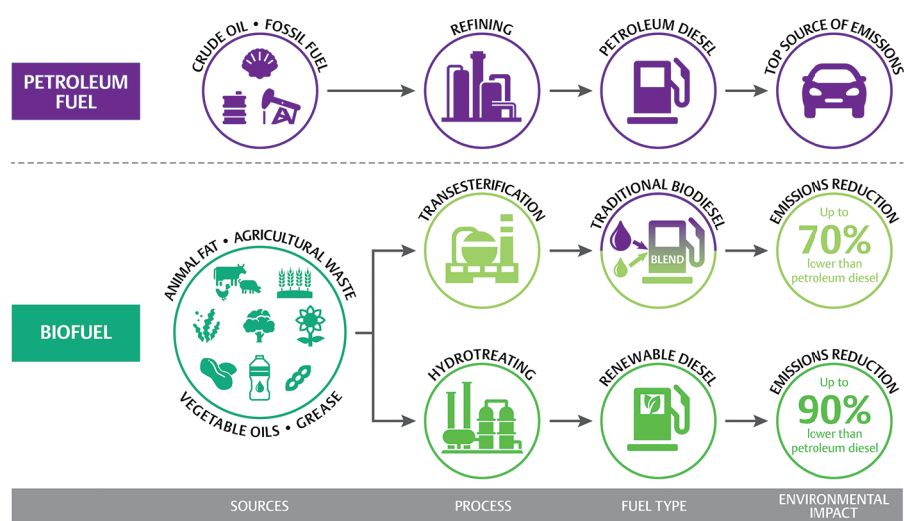 PETROLEUM
FUEL
CRUDE OIL • FOSSIL FUEL
REFINING
PETROLEUM DIESEL
TOP SOURCE OF EMISSIONS
BIOFUEL
ANIMAL FAT • AGRICULTURAL WASTE
VEGETABLE OILS • GREASE
TRANSESTERIFICATION
TRADITIONAL BIODIESEL
BLEND
EMISSIONS REDUCTION
Up to
70%
lower than
petroleum diesel
HYDROTREATING
RENEWABLE DIESEL
EMISSIONS REDUCTION
Up to
90%
lower than
petroleum diesel
SOURCES
PROCESS
FUEL TYPE
ENVIRONMENTAL
IMPACT